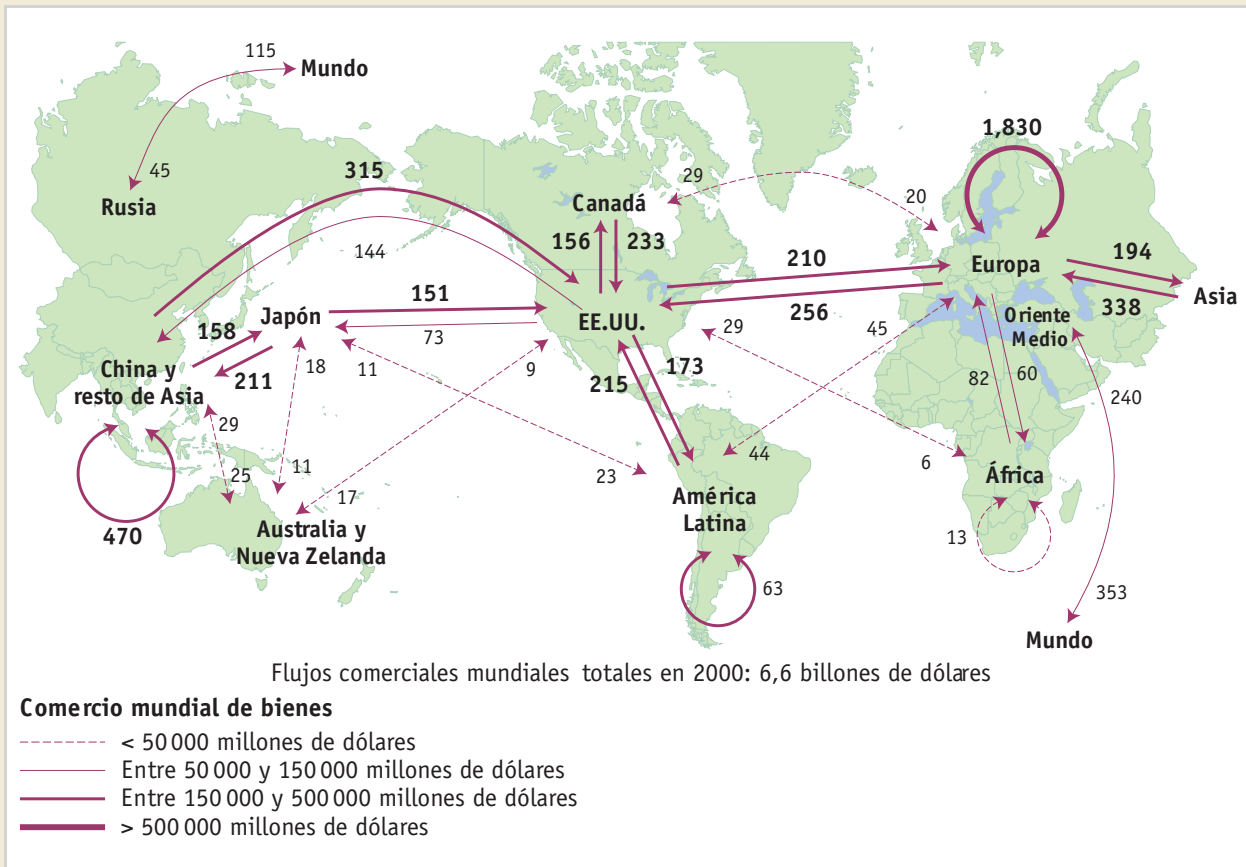 115
Mundo
45
Rusia
315
144
Canadá
29
20
156
233
1,830
210
256
Europa
194
338
Asia
Japón
151
73
EE.UU.
158
211
China y
resto de Asia
18
11
9
215
173
29
45
Oriente
Medio
82
60
240
29
25
11
17
23
44
6
África
470
Australia y
Nueva Zelanda
América
Latina
13
63
353
Mundo
Flujos comerciales mundiales totales en 2000: 6,6 billones de dólares
Comercio mundial de bienes
< 50 000 millones de dólares
Entre 50 000 y 150 000 millones de dólares
Entre 150 000 y 500 000 millones de dólares
> 500 000 millones de dólares